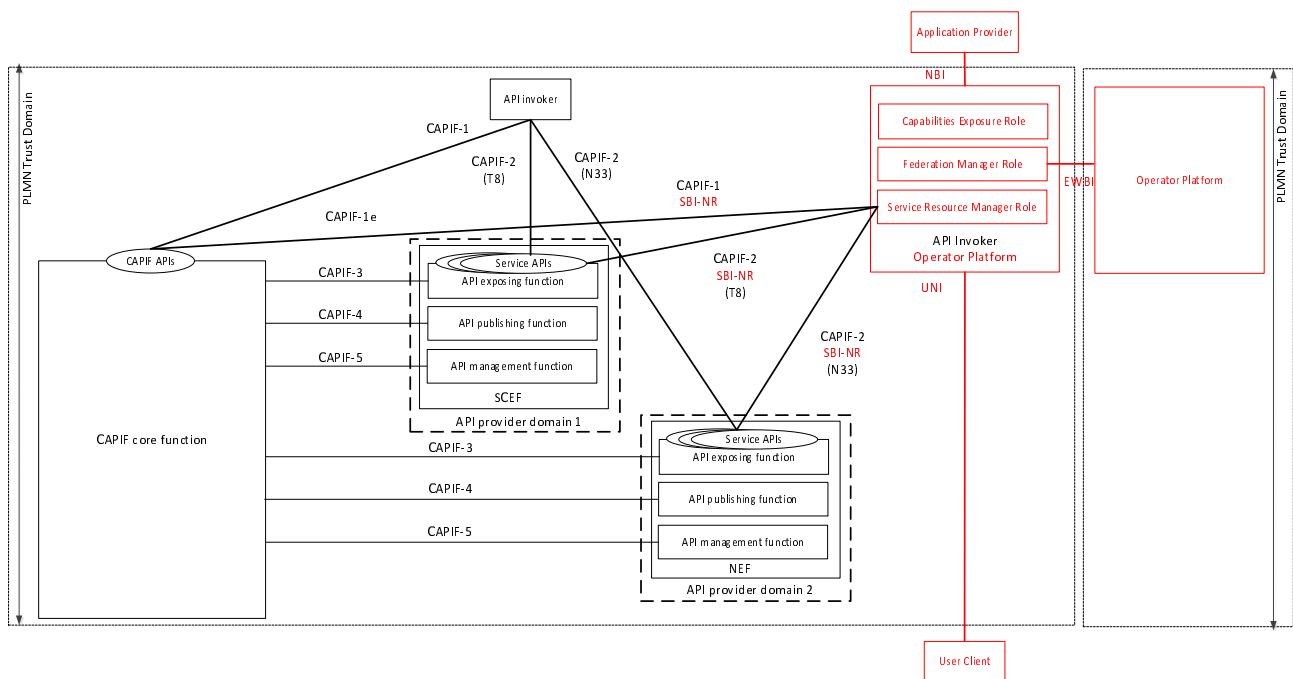 Application Provider
NBI
PLMN Trust Domain
API invoker
CAPIF-1
CAPIF-2
(T8)
CAPIF-2
(N33)
Capabilities Exposure Role
Federation Manager Role
EWBI
Service Resource Manager Role
API Invoker
Operator Platform
UNI
Operator Platform
PLMN Trust Domain
CAPIF-1
SBI-NR
CAPIF-1e
CAPIF APIs
CAPIF-3
CAPIF-4
CAPIF-5
Service APIs
API exposing function
API publishing function
API management function
SCEF
API provider domain 1
CAPIF-2
SBI-NR
(T8)
CAPIF-2
SBI-NR
(N33)
CAPIF core function
CAPIF-3
CAPIF-4
CAPIF-5
Service APIs
API exposing function
API publishing function
API management function
NEF
API provider domain 2
User Client